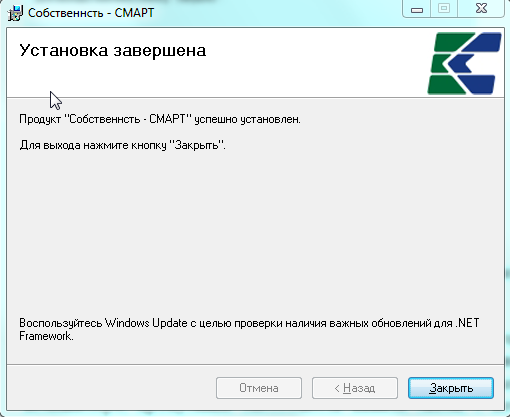 Собственнсть - СМАРТ
Установка завершена
Продукт "Собственнсть - СМАРТ" успешно установлен.
Для выхода нажмите кнопку "Закрыть".
Воспользуйтесь Windows Update с целью проверки наличия важных обновлений для .NET
Framework.
Отмена
< Назад
Закрыть